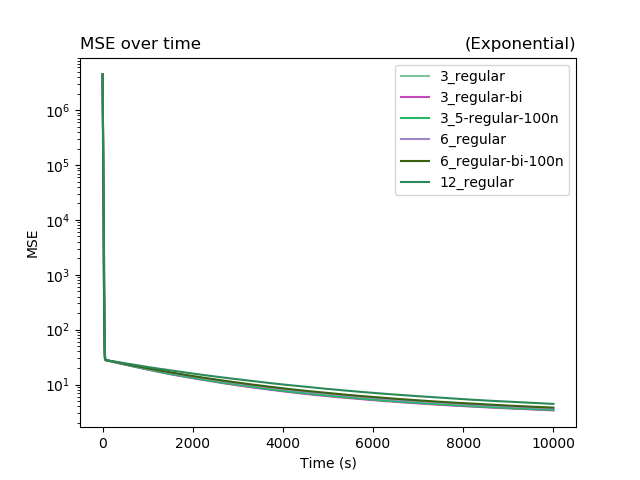 MSE over time (Exponential)
3_regular
3_regular-bi
3_5-regular-100n
6_regular
6_regular-bi-100n
12_regular
MSE
10^6
10^5
10^4
10^3
10^2
10^1
0 2000 4000 6000 8000 10000
Time (s)